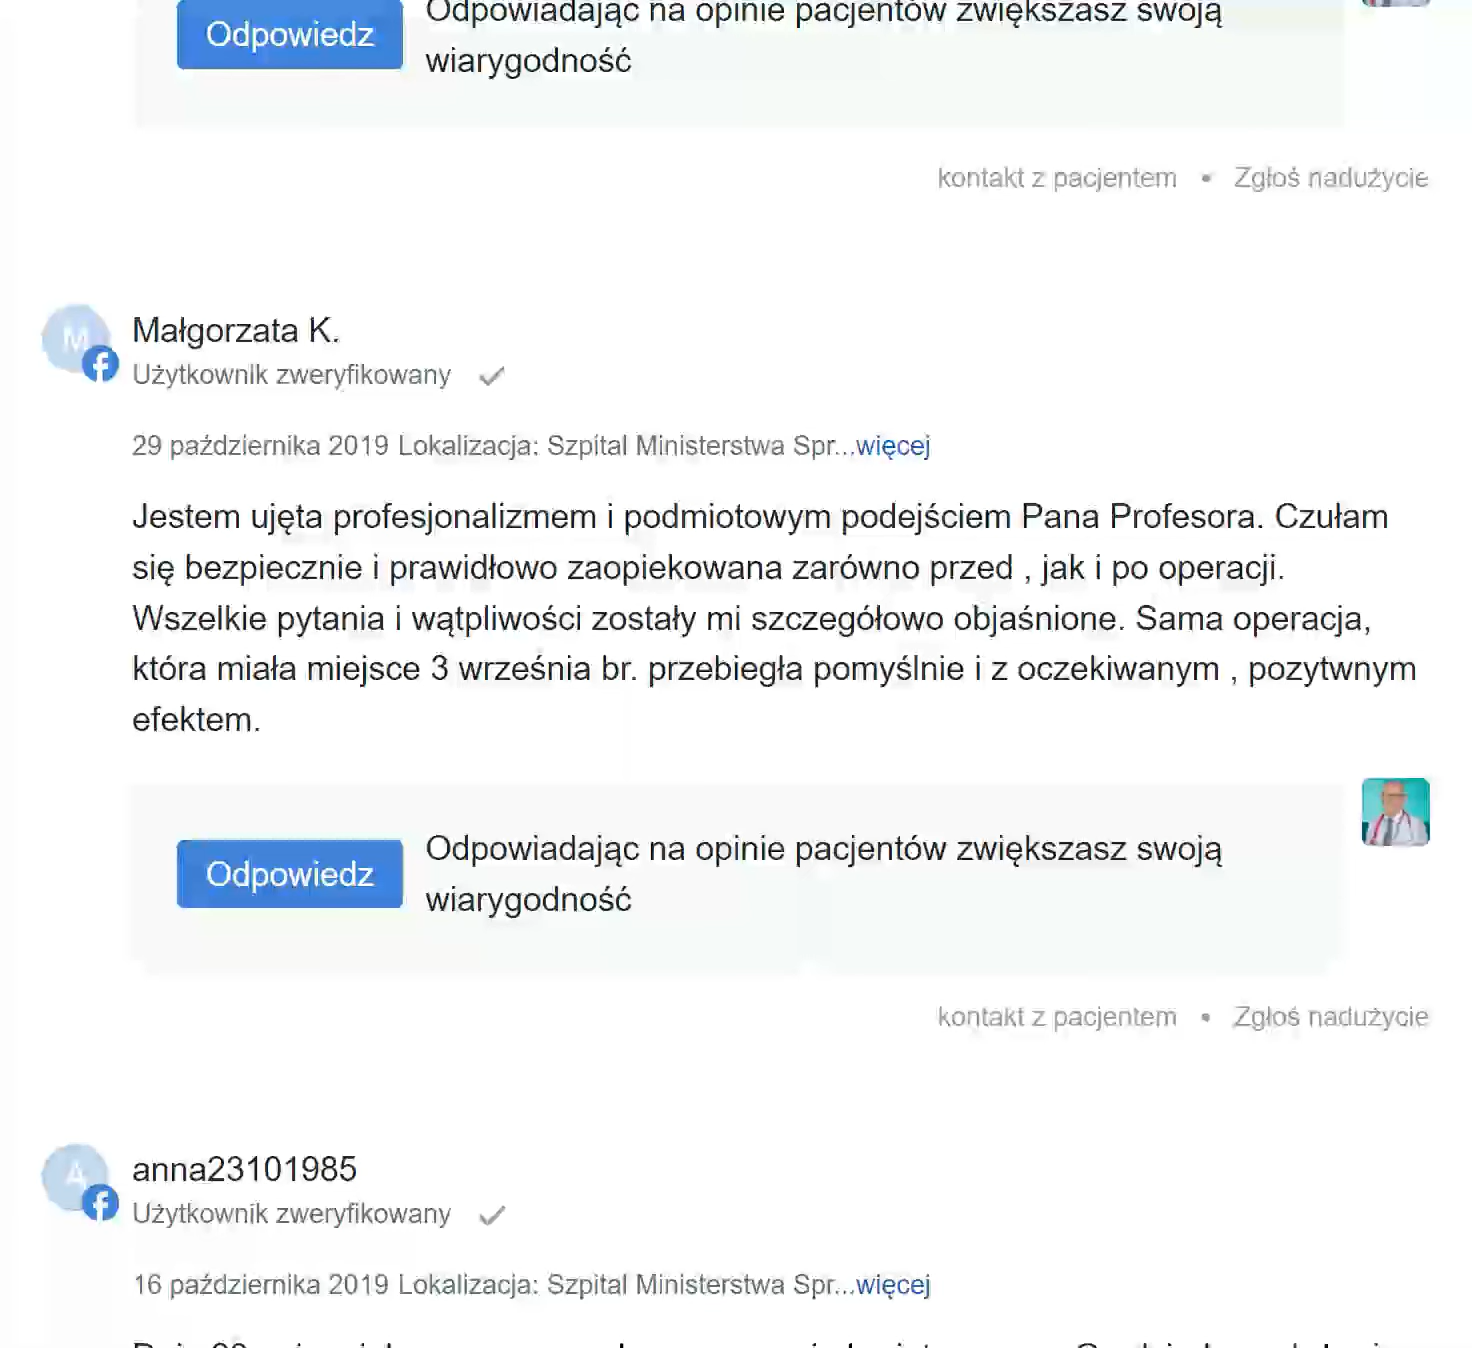 Odpowiadając na opinie pacjentów zwiększasz swoją
Odpowiedz
wiarygodność
kontakt z pacjentem • Zgłoś nadużycie
M
Małgorzata K.
Użytkownik zweryfikowany
29 października 2019 Lokalizacja: Szpital Ministerstwa Spr...więcej
Jestem ujęta profesjonalizmem i podmiotowym podejściem Pana Profesora. Czułam
się bezpiecznie i prawidłowo zaopiekowana zarówno przed , jak i po operacji.
Wszelkie pytania i wątpliwości zostały mi szczegółowo objaśnione. Sama operacja,
która miała miejsce 3 września br. przebiegła pomyślnie i z oczekiwanym , pozytwnym
efektem.
Odpowiadając na opinie pacjentów zwiększasz swoją
Odpowiedz
wiarygodność
kontakt z pacjentem • Zgłoś nadużycie
A
anna23101985
Użytkownik zweryfikowany
16 października 2019 Lokalizacja: Szpital Ministerstwa Spr...więcej